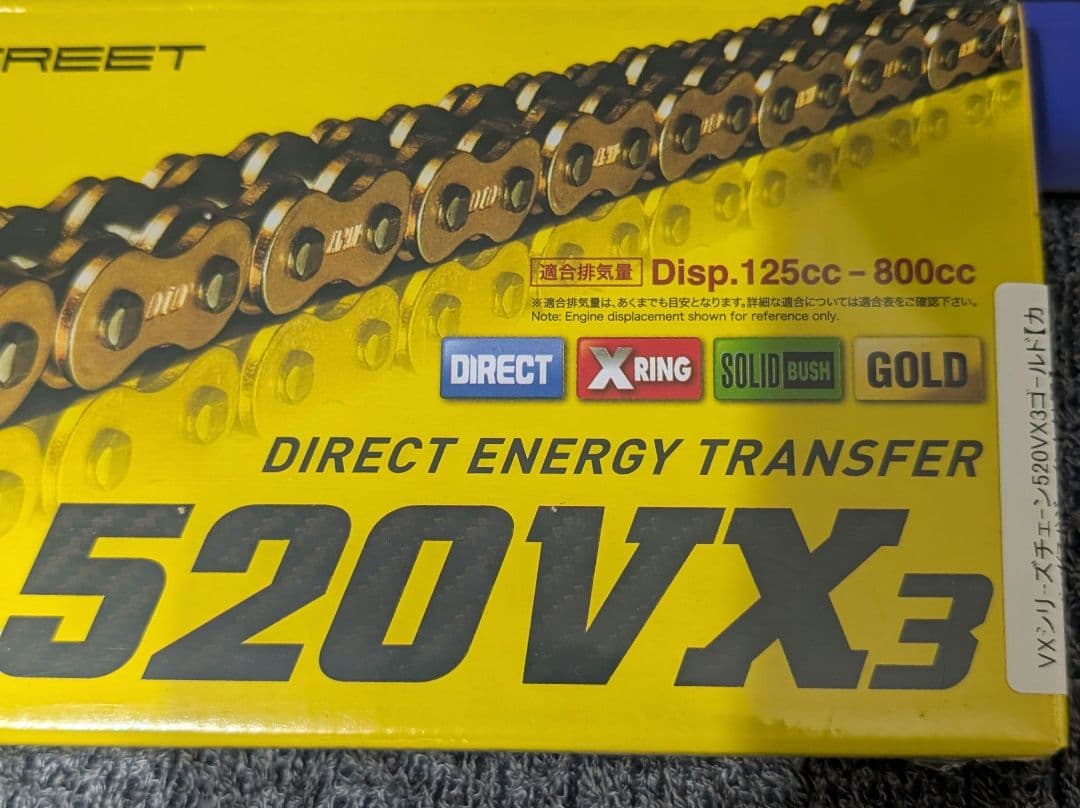 REET
適合排気量 Disp.125cc - 800cc
※適合排気量は、あくまでも目安となります。詳細な適合については適合表をご確認下さい。
Note: Engine displacement shown for reference only.
DIRECT X RING SOLID BUSH GOLD
DIRECT ENERGY TRANSFER
520VX3
VXシリーズチェーン520VX3ゴールド【カ